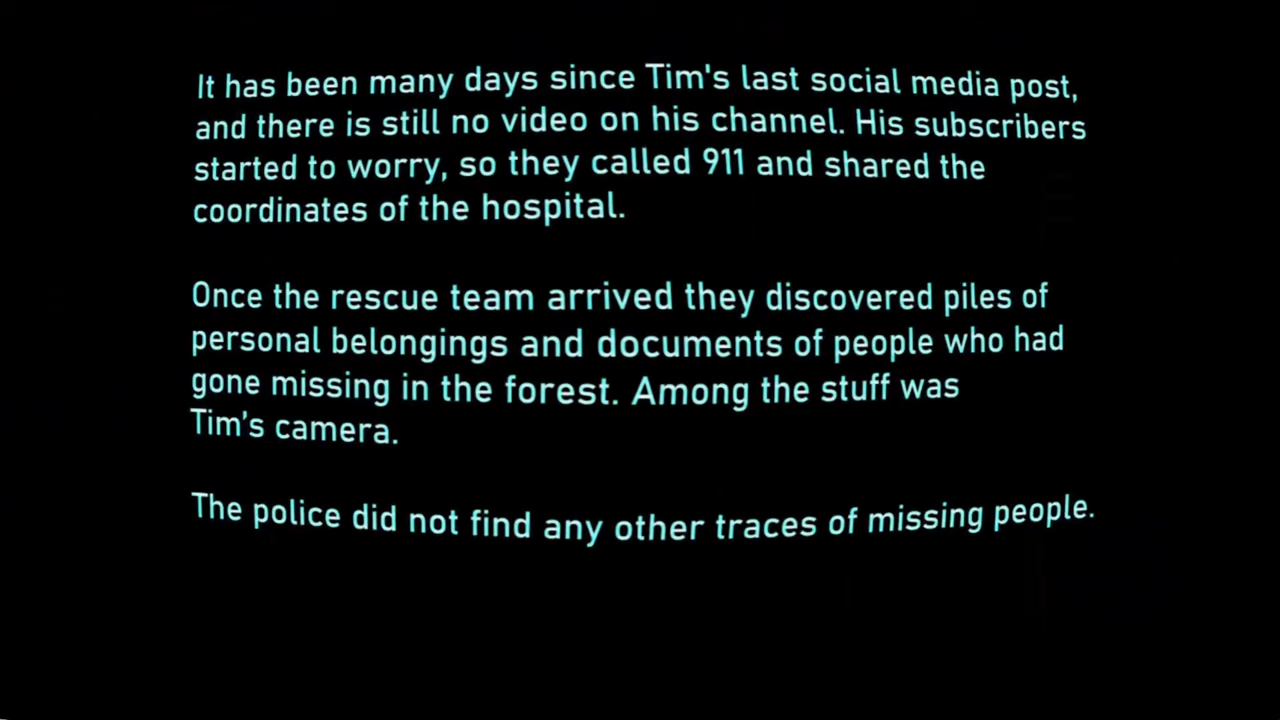 It has been many days since Tim's last social media post,
and there is still no video on his channel. His subscribers
started to worry, so they called 911 and shared the
coordinates of the hospital.
Once the rescue team arrived they discovered piles of
personal belongings and documents of people who had
gone missing in the forest. Among the stuff was
Tim’s camera.
The police did not find any other traces of missing people.